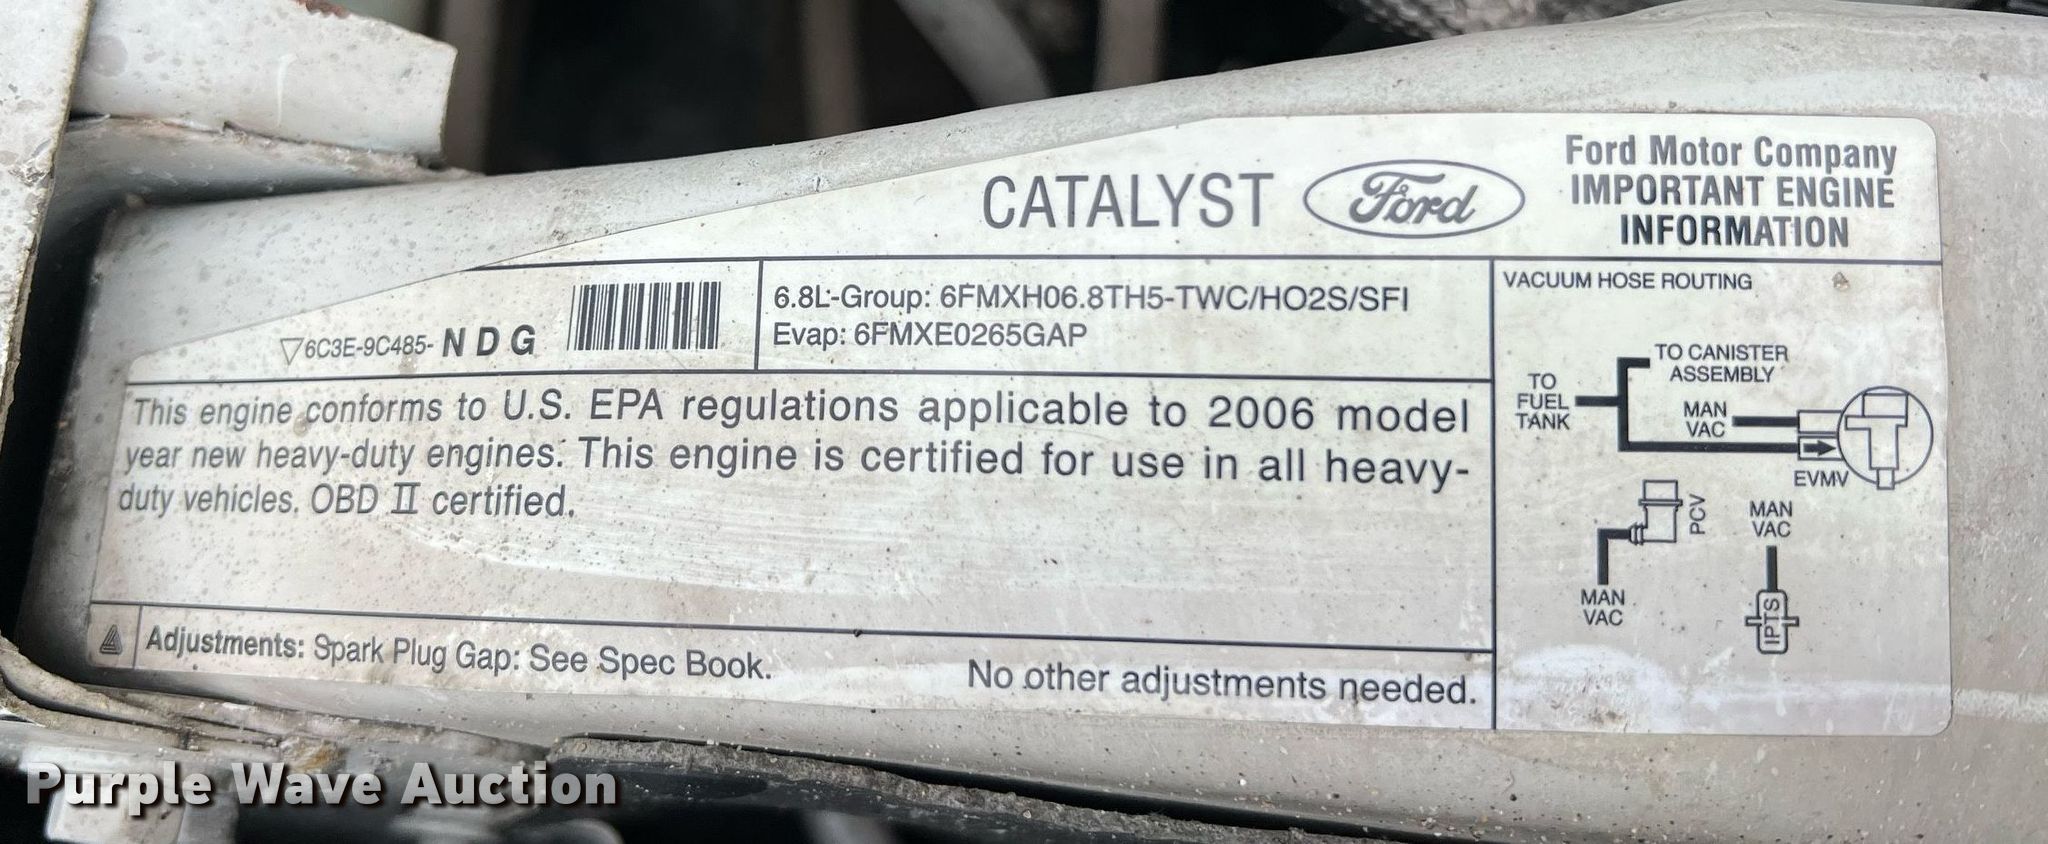 CATALYST
Ford
Ford Motor Company
IMPORTANT ENGINE
INFORMATION
6C3E-9C485- N D G
6.8L-Group: 6FMXH06.8TH5-TWC/HO2S/SFI
Evap: 6FMXE0265GAP
This engine conforms to U.S. EPA regulations applicable to 2006 model
year new heavy-duty engines. This engine is certified for use in all heavy-
duty vehicles. OBD II certified.
Adjustments: Spark Plug Gap: See Spec Book.
No other adjustments needed.
VACUUM HOSE ROUTING
TO CANISTER
ASSEMBLY
TO
FUEL
TANK
MAN
VAC
EVMV
PCV
MAN
VAC
MAN
VAC
IPTS
Purple Wave Auction